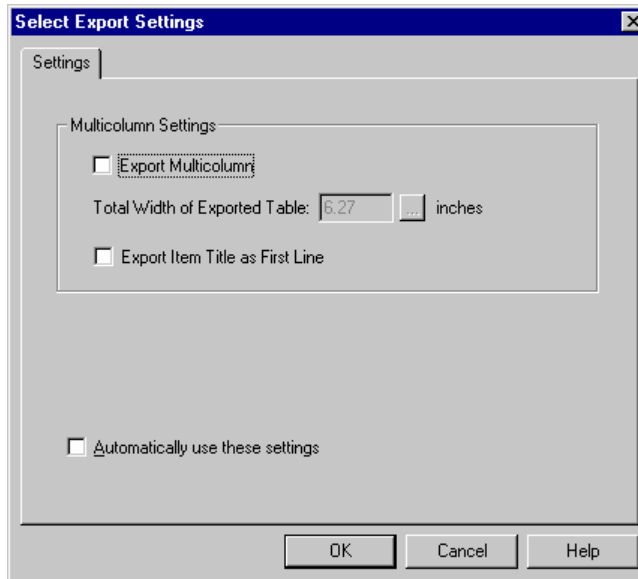 Select Export Settings
Settings
Multicolumn Settings
Export Multicolumn
Total Width of Exported Table: 6.27 ... inches
Export Item Title as First Line
Automatically use these settings
OK Cancel Help